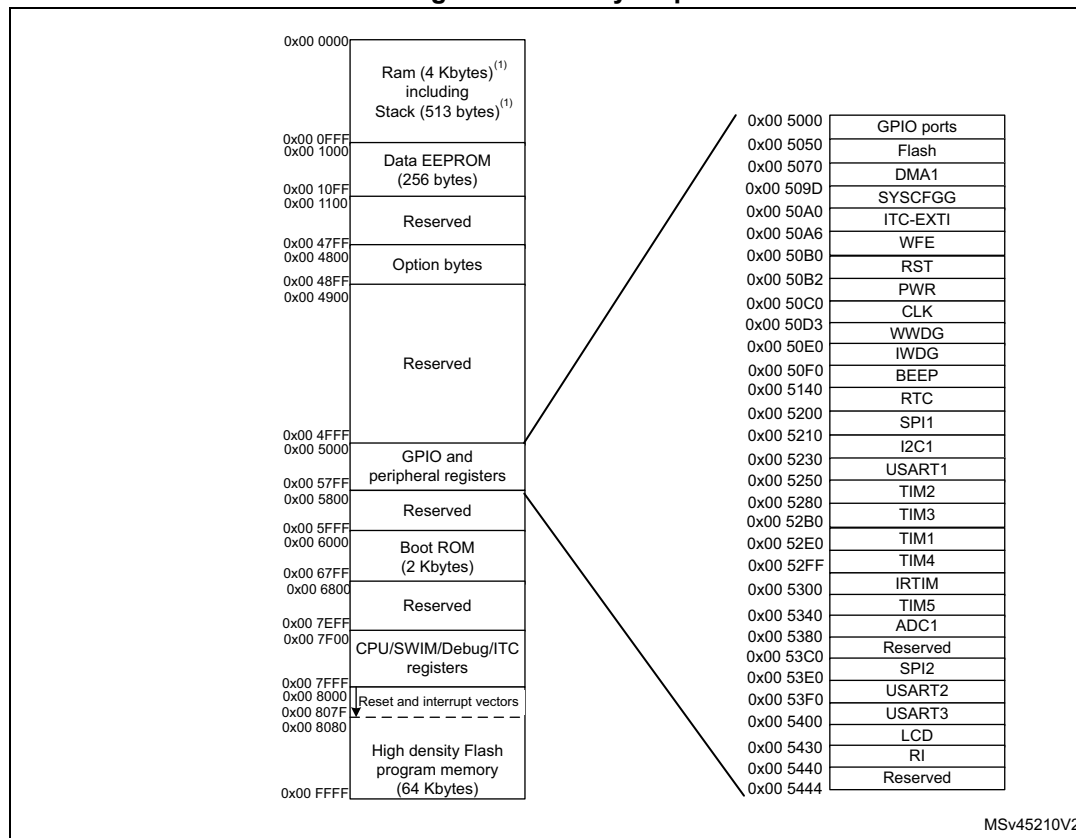 0x00 0000
Ram (4 Kbytes)(1)
including
Stack (513 bytes)(1)
0x00 0FFF
0x00 1000
Data EEPROM
(256 bytes)
0x00 10FF
0x00 1100
Reserved
0x00 47FF
0x00 4800
Option bytes
0x00 48FF
0x00 4900
Reserved
0x00 4FFF
0x00 5000
GPIO and
peripheral registers
0x00 57FF
0x00 5800
Reserved
0x00 5FFF
0x00 6000
Boot ROM
(2 Kbytes)
0x00 67FF
0x00 6800
Reserved
0x00 7EFF
0x00 7F00
CPU/SWIM/Debug/ITC
registers
0x00 7FFF
0x00 8000
Reset and interrupt vectors
0x00 807F
0x00 8080
High density Flash
program memory
(64 Kbytes)
0x00 FFFF
0x00 5000
GPIO ports
0x00 5050
Flash
0x00 5070
DMA1
0x00 509D
SYSCFGG
0x00 50A0
ITC-EXTI
0x00 50A6
WFE
0x00 50B0
RST
0x00 50B2
PWR
0x00 50C0
CLK
0x00 50D3
WWDG
0x00 50E0
IWDG
0x00 50F0
BEEP
0x00 5140
RTC
0x00 5200
SPI1
0x00 5210
I2C1
0x00 5230
USART1
0x00 5250
TIM2
0x00 5280
TIM3
0x00 52B0
TIM1
0x00 52E0
TIM4
0x00 52FF
IRTIM
0x00 5300
TIM5
0x00 5340
ADC1
0x00 5380
Reserved
0x00 53C0
SPI2
0x00 53E0
USART2
0x00 53F0
USART3
0x00 5400
LCD
0x00 5430
RI
0x00 5440
Reserved
0x00 5444
MSv45210V2